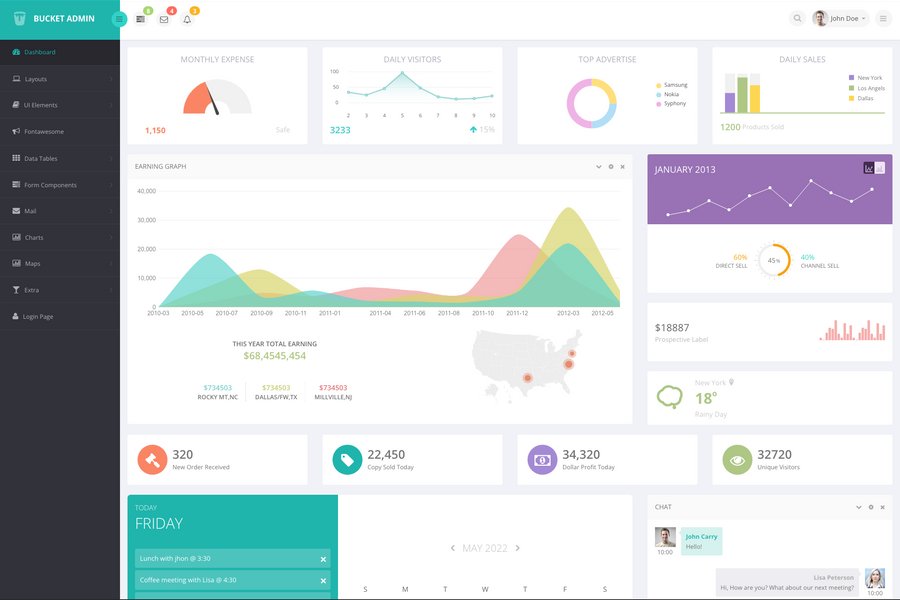 BUCKET ADMIN
8
4
3
John Doe
Dashboard
Layouts
UI Elements
Fontawesome
Data Tables
Form Components
Mail
Charts
Maps
Extra
Login Page
MONTHLY EXPENSE
1,150
Safe
DAILY VISITORS
100
50
0
2 3 4 5 6 7 8 9 10
3233
15%
TOP ADVERTISE
Samsung
Nokia
Syphony
DAILY SALES
New York
Los Angels
Dallas
1200 Products Sold
EARNING GRAPH
40,000
30,000
20,000
10,000
0
2010-03 2010-05 2010-07 2010-09 2010-11 2011-01 2011-04 2011-06 2011-08 2011-10 2011-12 2012-03 2012-05
THIS YEAR TOTAL EARNING
$68,4545,454
$734503 $734503 $734503
ROCKY MT,NC DALLAS/FW,TX MILLVILLE,NJ
JANUARY 2013
60%
DIRECT SELL
45%
40%
CHANNEL SELL
$18887
Prospective Label
New York
18°
Rainy Day
320
New Order Received
22,450
Copy Sold Today
34,320
Dollar Profit Today
32720
Unique Visitors
TODAY
FRIDAY
Lunch with jhon @ 3:30
Coffee meeting with Lisa @ 4:30
MAY 2022
S M T W T F S
CHAT
John Carry
Hello!
10:00
Lisa Peterson
Hi, How are you? What about our next meeting?
10:00